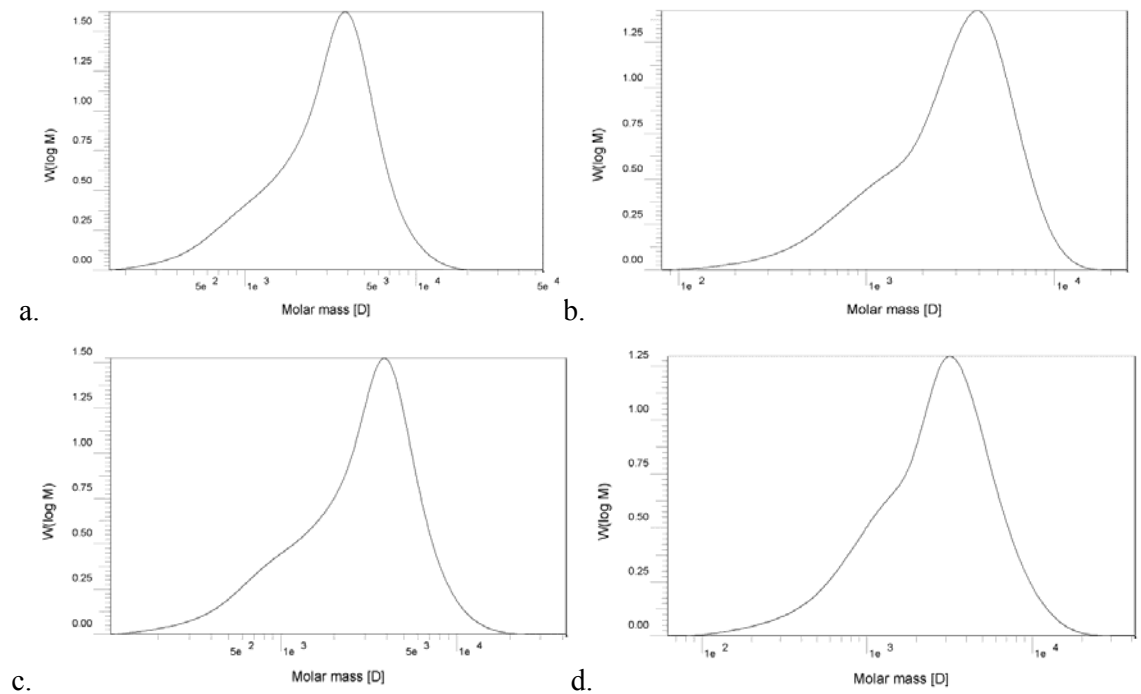 1.50
1.25
1.00
0.75
0.50
0.25
0.00
W(log M)
5e 2 1e 3 5e 3 1e 4 5e 4
Molar mass [D]
a.
1.25
1.00
0.75
0.50
0.25
0.00
W(log M)
1e 2 1e 3 1e 4
Molar mass [D]
b.
1.50
1.25
1.00
0.75
0.50
0.25
0.00
W(log M)
5e 2 1e 3 5e 3 1e 4
Molar mass [D]
c.
1.25
1.00
0.75
0.50
0.25
0.00
W(log M)
1e 2 1e 3 1e 4
Molar mass [D]
d.